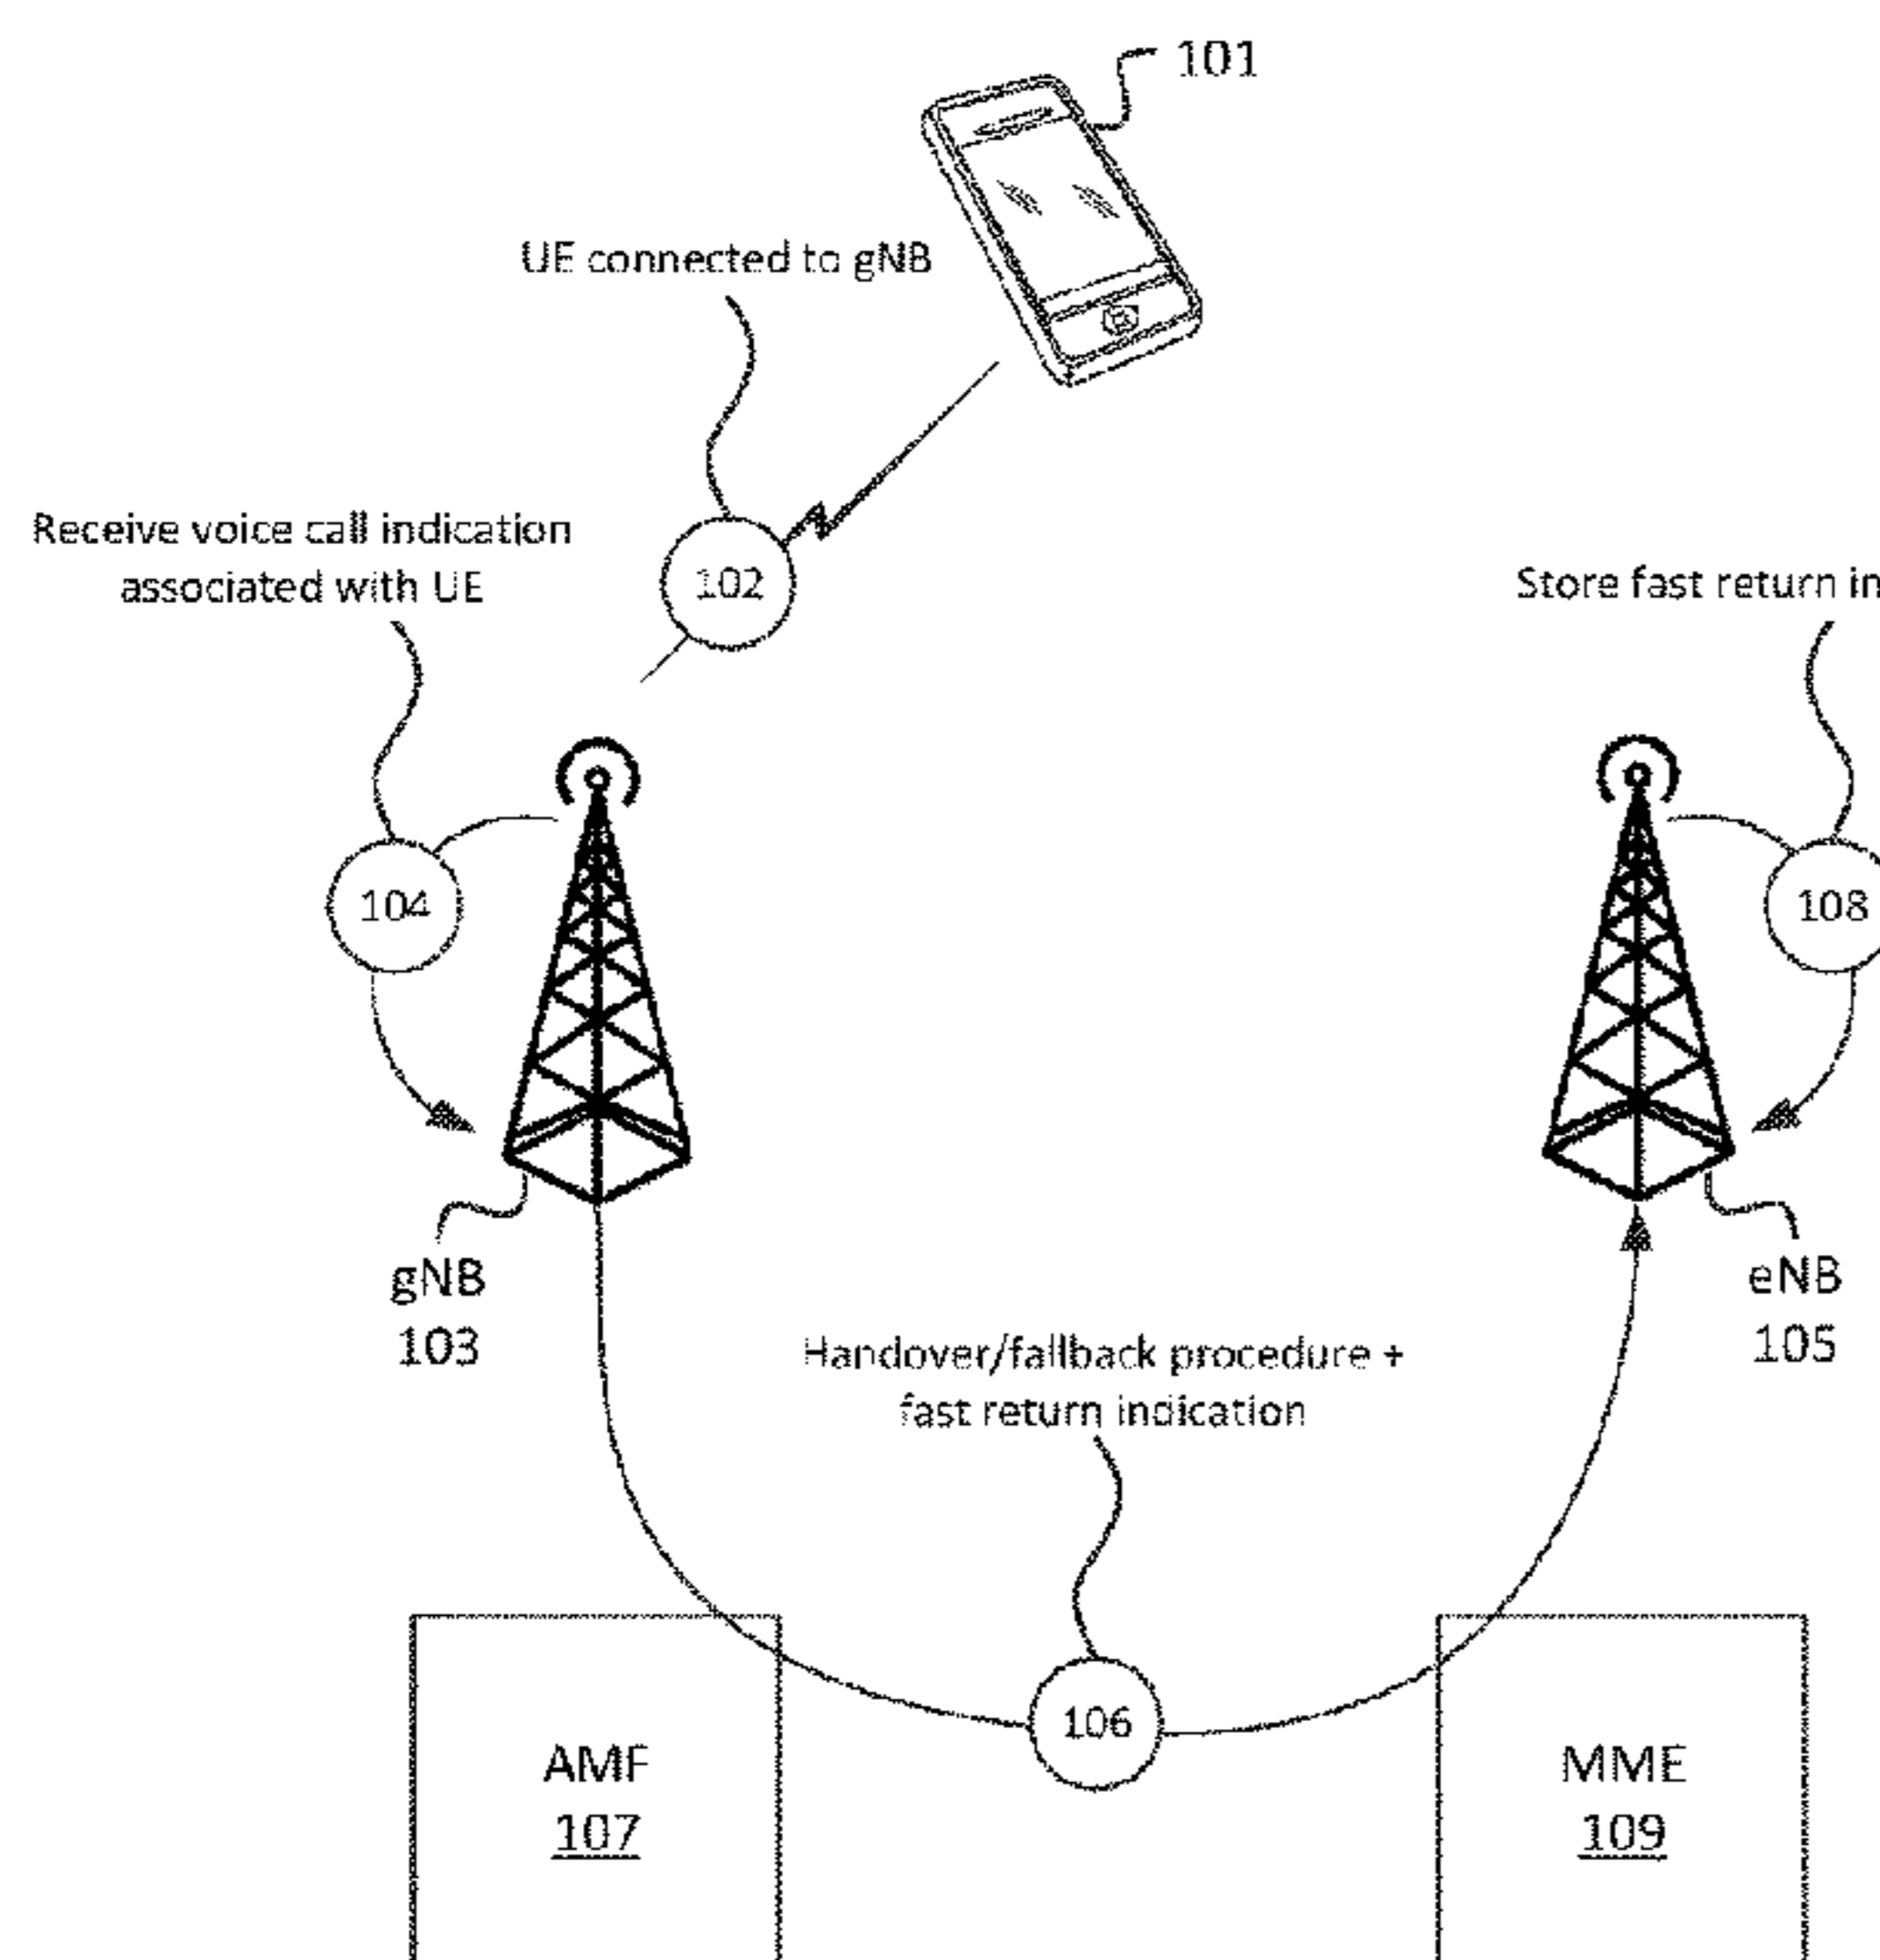 101
UE connected to gNB
Receive voice call indication
associated with UE
102
Store fast return in
104
108
gNB
103
eNB
105
Handover/fallback procedure +
fast return indication
106
AMF
107
MME
109